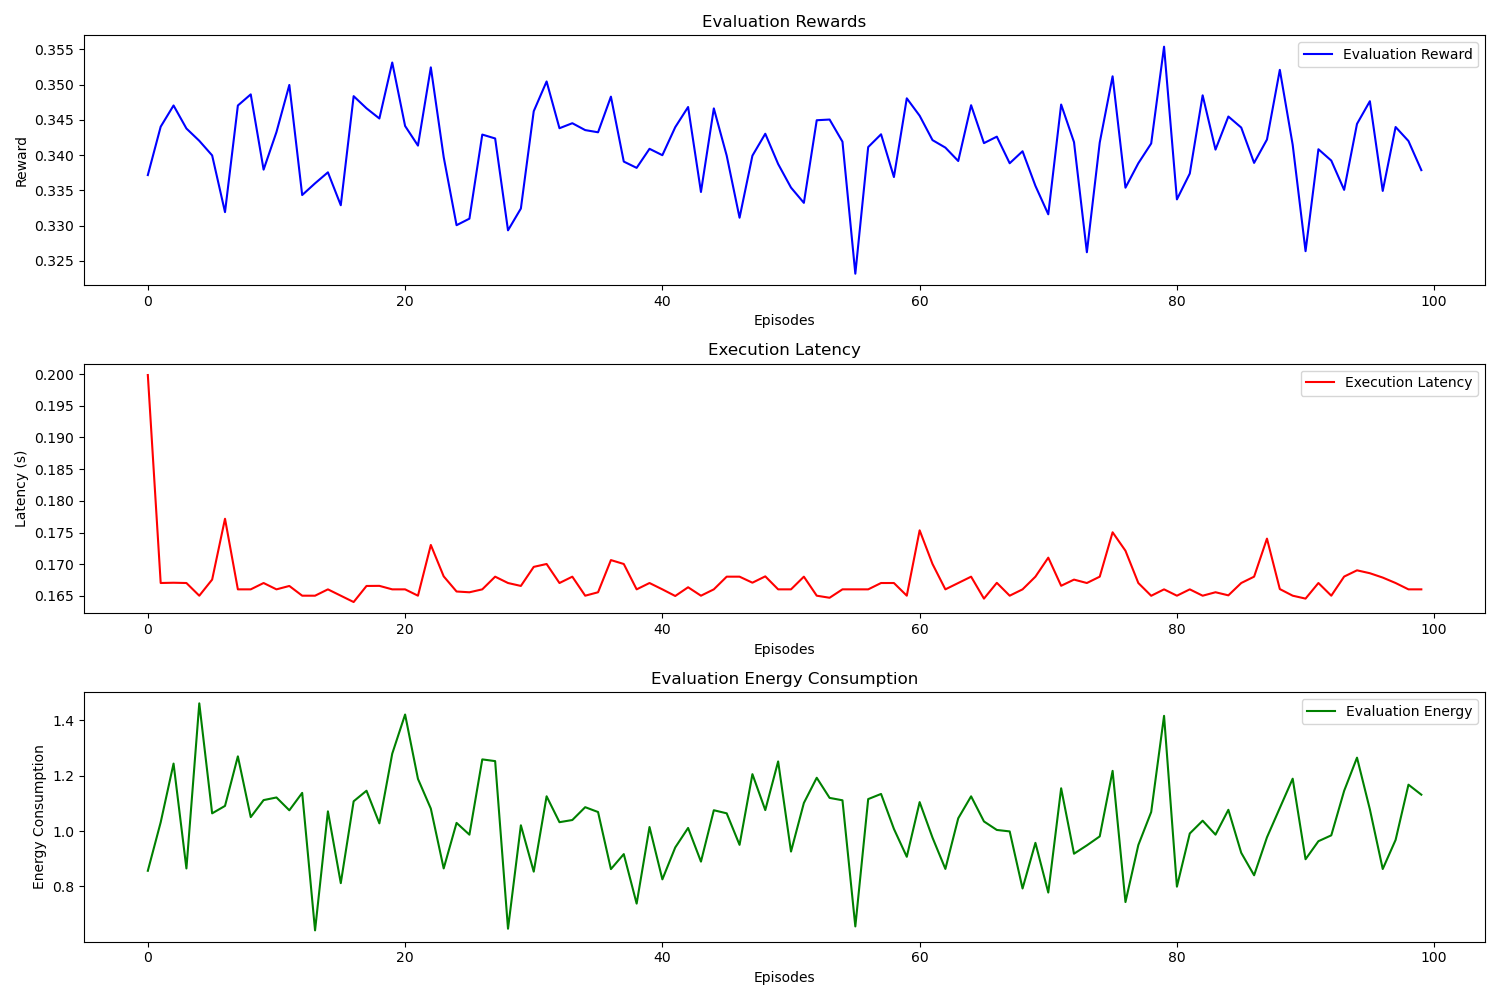 Evaluation Rewards
Reward
0.355
0.350
0.345
0.340
0.335
0.330
0.325
Evaluation Reward
0 20 40 60 80 100
Episodes
Execution Latency
Latency (s)
0.200
0.195
0.190
0.185
0.180
0.175
0.170
0.165
Execution Latency
0 20 40 60 80 100
Episodes
Evaluation Energy Consumption
Energy Consumption
1.4
1.2
1.0
0.8
Evaluation Energy
0 20 40 60 80 100
Episodes